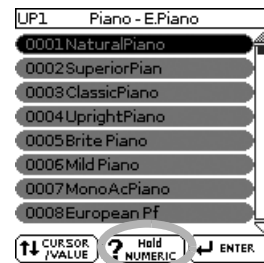 UP1 Piano - E.Piano
0001 NaturalPiano
0002 SuperiorPian
0003 ClassicPiano
0004 UprightPiano
0005 Brite Piano
0006 Mild Piano
0007 MonoAcPiano
0008 European Pf
CURSOR /VALUE ? Hold NUMERIC ENTER